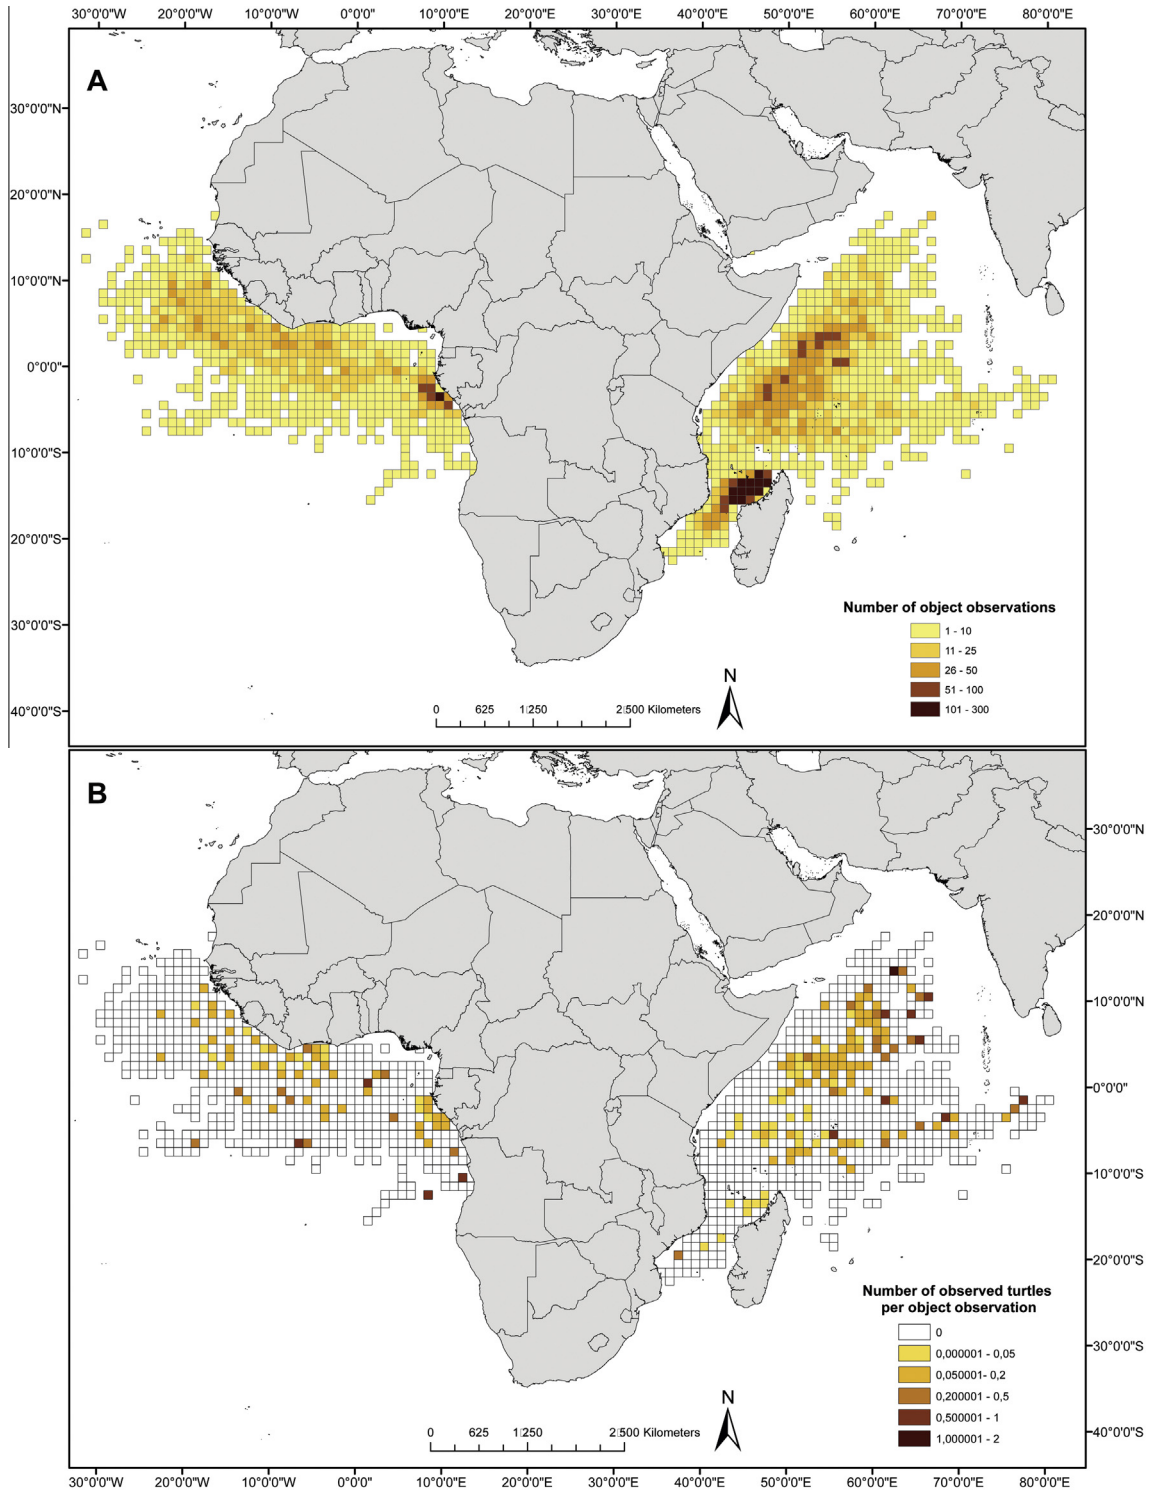 30°0'0"W 20°0'0"W 10°0'0"W 0°0'0" 10°0'0"E 20°0'0"E 30°0'0"E 40°0'0"E 50°0'0"E 60°0'0"E 70°0'0"E 80°0'0"E
A
30°0'0"N
20°0'0"N
10°0'0"N
0°0'0"
10°0'0"S
20°0'0"S
30°0'0"S
40°0'0"S
Number of object observations
1 - 10
11 - 25
26 - 50
51 - 100
101 - 300
N
0 625 1250 2500 Kilometers
B
30°0'0"N
20°0'0"N
10°0'0"N
0°0'0"
10°0'0"S
20°0'0"S
30°0'0"S
40°0'0"S
Number of observed turtles
per object observation
0
0,000001 - 0,05
0,050001- 0,2
0,200001 - 0,5
0,500001 - 1
1,000001 - 2
N
0 625 1250 2500 Kilometers
30°0'0"W 20°0'0"W 10°0'0"W 0°0'0" 10°0'0"E 20°0'0"E 30°0'0"E 40°0'0"E 50°0'0"E 60°0'0"E 70°0'0"E 80°0'0"E